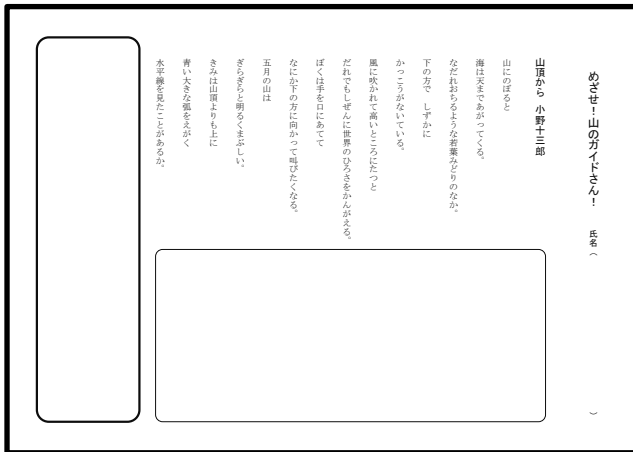 めざせ！山のガイドさん！　氏名（　　　）
山頂から　小野十三郎
山にのぼると
海は天まであがってくる。
なだれおちるような若葉みどりのなか。
下の方で　しずかに
かっこうがないている。
風に吹かれて高いところにたつと
だれでもしぜんに世界のひろさをかんがえる。
ぼくは手を口にあてて
なにか下の方に向かって叫びたくなる。
五月の山は
ぎらぎらと明るくまぶしい。
きみは山頂よりも上に
青い大きな弧をえがく
水平線を見たことがあるか。